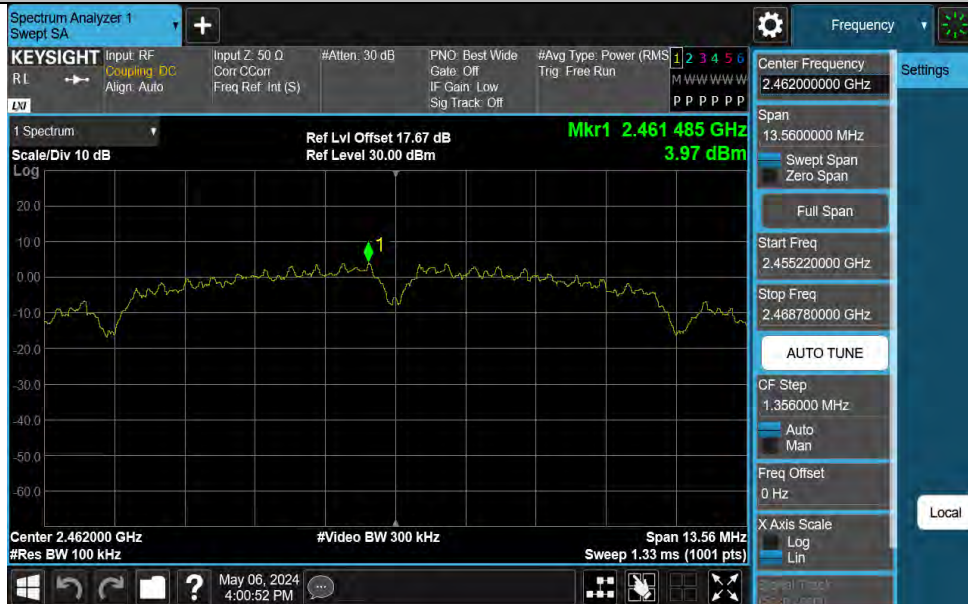 Spectrum Analyzer 1
Swept SA
+
Frequency
KEYSIGHT
RL
LXI
Input: RF
Coupling: DC
Align: Auto
Input Z: 50 Ω
Corr CCorr
Freq Ref: Int (S)
#Atten: 30 dB
PNO: Best Wide
Gate: Off
IF Gain: Low
Sig Track: Off
#Avg Type: Power (RMS
Trig: Free Run
1 2 3 4 5 6
M W W W W W
P P P P P P
1 Spectrum
Scale/Div 10 dB
Log
Ref Lvl Offset 17.67 dB
Ref Level 30.00 dBm
Mkr1 2.461 485 GHz
3.97 dBm
20.0
10.0
0.00
-10.0
-20.0
-30.0
-40.0
-50.0
-60.0
1
Center 2.462000 GHz
#Res BW 100 kHz
#Video BW 300 kHz
Span 13.56 MHz
Sweep 1.33 ms (1001 pts)
Center Frequency
2.462000000 GHz
Span
13.5600000 MHz
Swept Span
Zero Span
Full Span
Start Freq
2.455220000 GHz
Stop Freq
2.468780000 GHz
AUTO TUNE
CF Step
1.356000 MHz
Auto
Man
Freq Offset
0 Hz
X Axis Scale
Log
Lin
Signal Track
Settings
Local
?
May 06, 2024
4:00:52 PM